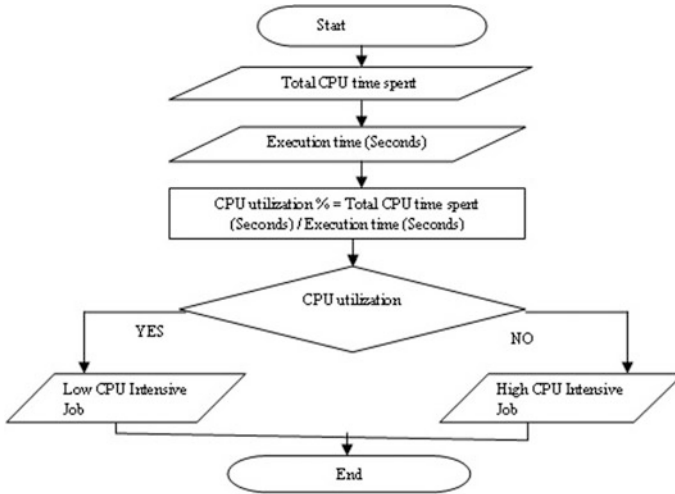 Start
Total CPU time spent
Execution time (Seconds)
CPU utilization % = Total CPU time spent
(Seconds) / Execution time (Seconds)
CPU utilization
YES
NO
Low CPU Intensive
Job
High CPU Intensive
Job
End